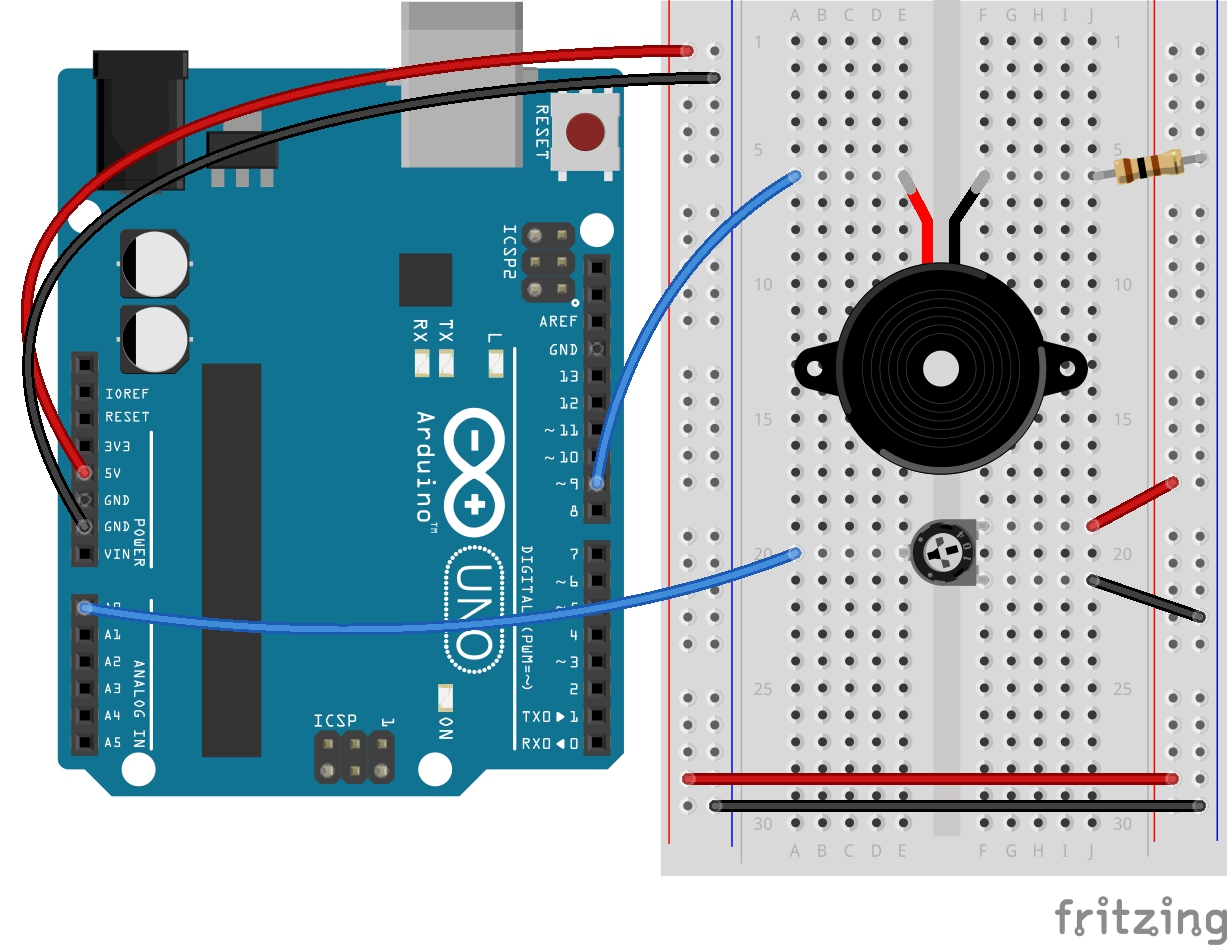 A B C D E F G H I J
1 1
5 5
10 10
15 15
20 20
25 25
30 30
A B C D E F G H I J
RESET
ICSP2
AREF
GND
13
12
~11
~10
~9
8
7
~6
4
~3
2
TX0 ▶ 1
RX0 ◀ 0
DIGITAL (PWM=~)
RX
TX
L
Arduino™
UNO
IOREF
RESET
3V3
5V
GND
GND
VIN
POWER
A1
A2
A3
A4
A5
ANALOG IN
ICSP
1
ON
104
fritzing